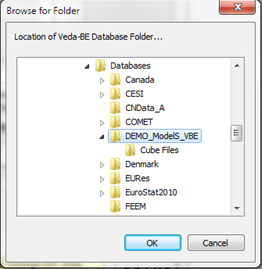 Browse for Folder
Location of Veda-BE Database Folder...
Databases
Canada
CESI
CNData_A
COMET
DEMO_ModelS_VBE
Cube Files
Denmark
EURes
EuroStat2010
FEEM
OK
Cancel